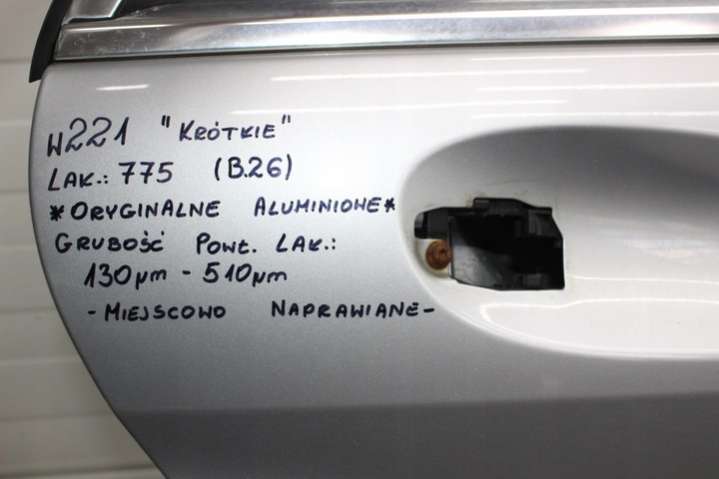 W221 "KRÓTKIE"
LAK.: 775 (B.26)
*ORYGINALNE ALUMINIOWE*
GRUBOŚĆ POWŁ. LAK.:
130µm - 510µm
- MIEJSCOWO NAPRAWIANE -